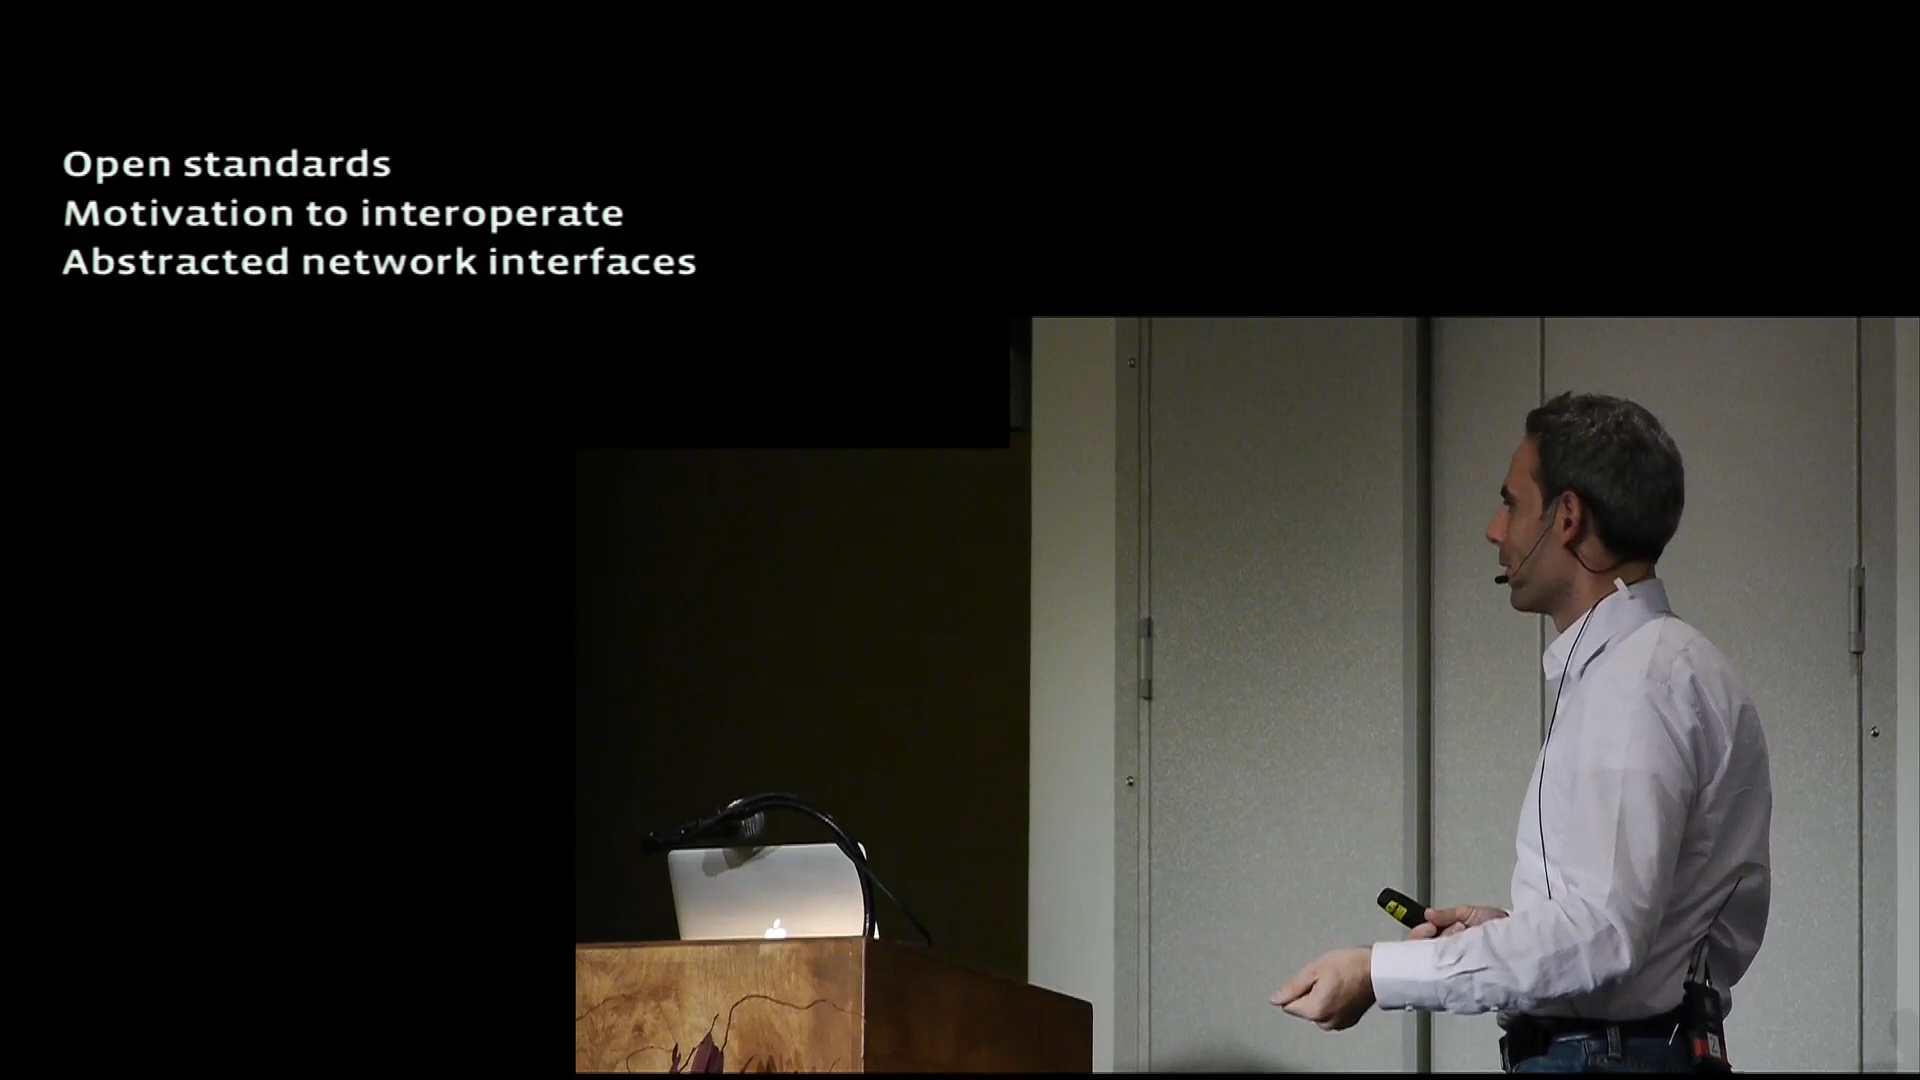 Open standards
Motivation to interoperate
Abstracted network interfaces